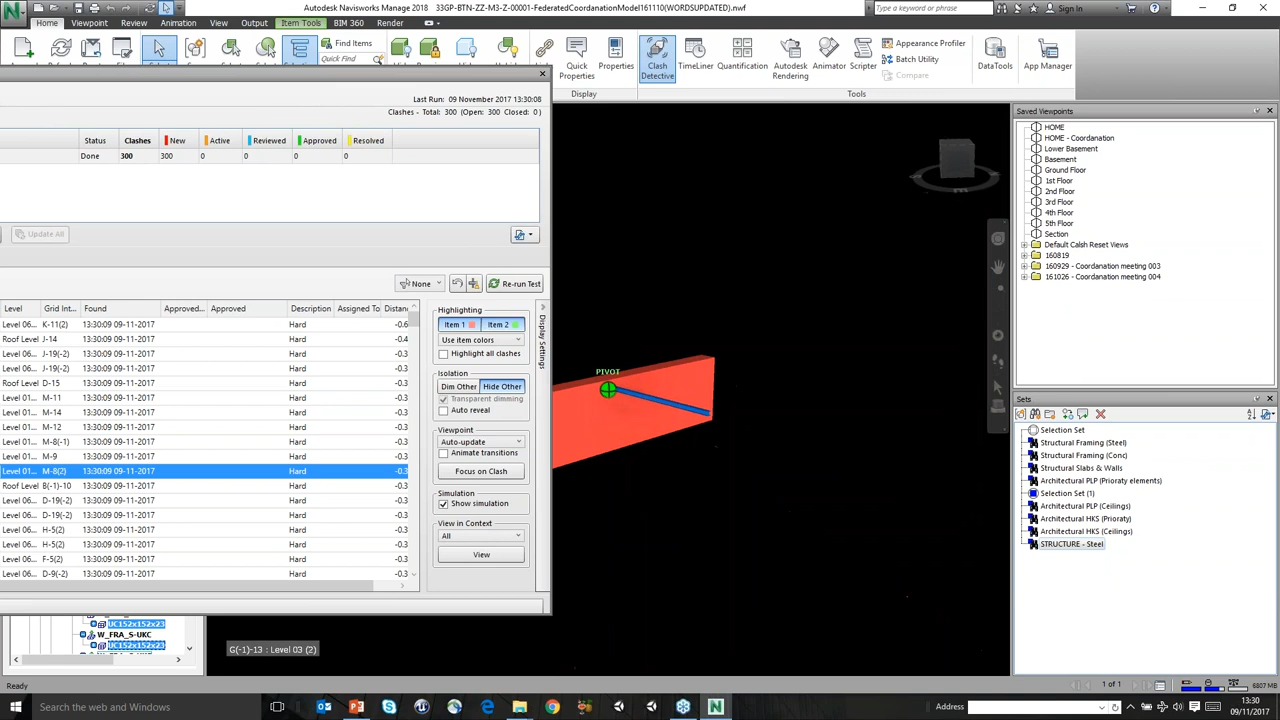 Autodesk Navisworks Manage 2018 33GP-BTN-ZZ-M3-Z-00001-FederatedCoordanationModel161110(WORDSUPDATED).nwf
Type a keyword or phrase
Sign In
Home Viewpoint Review Animation View Output Item Tools BIM 360 Render
Find Items
Quick Find
Quick Properties
Properties
Clash Detective
TimeLiner
Quantification
Autodesk Rendering
Animator
Scripter
Appearance Profiler
Batch Utility
Compare
DataTools
App Manager
Display
Tools
Last Run: 09 November 2017 13:30:08
Clashes - Total: 300 (Open: 300 Closed: 0)
Status Clashes New Active Reviewed Approved Resolved
Done 300 300 0 0 0 0
Update All
None
Re-run Test
Level Grid Int... Found Approved... Approved Description Assigned To Distanc
Level 06... K-11(2) 13:30:09 09-11-2017 Hard -0.6
Roof Level J-14 13:30:09 09-11-2017 Hard -0.4
Level 06... J-19(-2) 13:30:09 09-11-2017 Hard -0.3
Level 06... J-19(-2) 13:30:09 09-11-2017 Hard -0.3
Roof Level D-15 13:30:09 09-11-2017 Hard -0.3
Level 01... M-11 13:30:09 09-11-2017 Hard -0.3
Level 01... M-14 13:30:09 09-11-2017 Hard -0.3
Level 01... M-12 13:30:09 09-11-2017 Hard -0.3
Level 01... M-8(-1) 13:30:09 09-11-2017 Hard -0.3
Level 01... M-9 13:30:09 09-11-2017 Hard -0.3
Level 01... M-8(2) 13:30:09 09-11-2017 Hard -0.3
Roof Level B(-1)-10 13:30:09 09-11-2017 Hard -0.3
Level 06... D-19(-2) 13:30:09 09-11-2017 Hard -0.3
Level 06... D-19(-2) 13:30:09 09-11-2017 Hard -0.3
Level 06... H-5(2) 13:30:09 09-11-2017 Hard -0.3
Level 06... H-5(2) 13:30:09 09-11-2017 Hard -0.3
Level 06... F-5(2) 13:30:09 09-11-2017 Hard -0.3
Level 06... D-9(-2) 13:30:09 09-11-2017 Hard -0.3
Highlighting
Item 1 Item 2
Use item colors
Highlight all clashes
Isolation
Dim Other Hide Other
Transparent dimming
Auto reveal
Viewpoint
Auto-update
Animate transitions
Focus on Clash
Simulation
Show simulation
View in Context
All
View
Display Settings
UC152x152x23
W_FRA_S-UKC
UC152x152x23
PIVOT
G(-1)-13 : Level 03 (2)
Saved Viewpoints
HOME
HOME - Coordanation
Lower Basement
Basement
Ground Floor
1st Floor
2nd Floor
3rd Floor
4th Floor
5th Floor
Section
Default Calsh Reset Views
160819
160929 - Coordanation meeting 003
161026 - Coordanation meeting 004
Sets
Selection Set
Structural Framing (Steel)
Structural Framing (Conc)
Structural Slabs & Walls
Architectural PLP (Prioraty elements)
Selection Set (1)
Architectural PLP (Ceilings)
Architectural HKS (Prioraty)
Architectural HKS (Ceilings)
STRUCTURE - Steel
Ready
1 of 1
6807 MB
Search the web and Windows
Address
13:30
09/11/2017